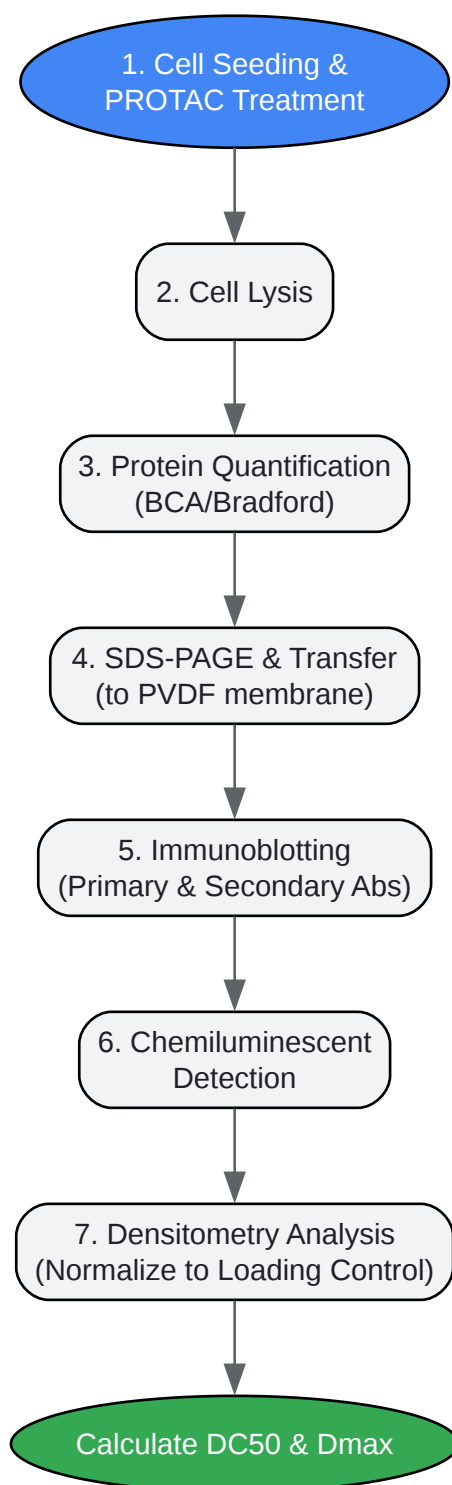 1. Cell Seeding &
PROTAC Treatment
2. Cell Lysis
3. Protein Quantification
(BCA/Bradford)
4. SDS-PAGE & Transfer
(to PVDF membrane)
5. Immunoblotting
(Primary & Secondary Abs)
6. Chemiluminescent
Detection
7. Densitometry Analysis
(Normalize to Loading Control)
Calculate DC50 & Dmax